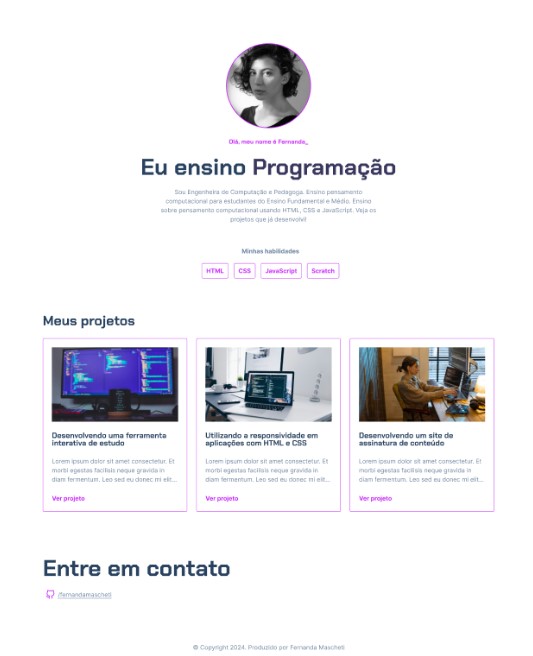 Olá, meu nome é Fernanda_
Eu ensino Programação
Sou Engenheira de Computação e Pedagoga. Ensino pensamento
computacional para estudantes do Ensino Fundamental e Médio. Ensino
sobre pensamento computacional usando HTML, CSS e JavaScript. Veja os
projetos que já desenvolvi!
Minhas habilidades
HTML CSS JavaScript Scratch
Meus projetos
Desenvolvendo uma ferramenta
interativa de estudo
Lorem ipsum dolor sit amet consectetur. Et
morbi egestas facilisis neque gravida in
diam fermentum. Leo sed eu donec mi elit...
Ver projeto
Utilizando a responsividade em
aplicações com HTML e CSS
Lorem ipsum dolor sit amet consectetur. Et
morbi egestas facilisis neque gravida in
diam fermentum. Leo sed eu donec mi elit...
Ver projeto
Desenvolvendo um site de
assinatura de conteúdo
Lorem ipsum dolor sit amet consectetur. Et
morbi egestas facilisis neque gravida in
diam fermentum. Leo sed eu donec mi elit...
Ver projeto
Entre em contato
/fernandamascheti
© Copyright 2024. Produzido por Fernanda Mascheti